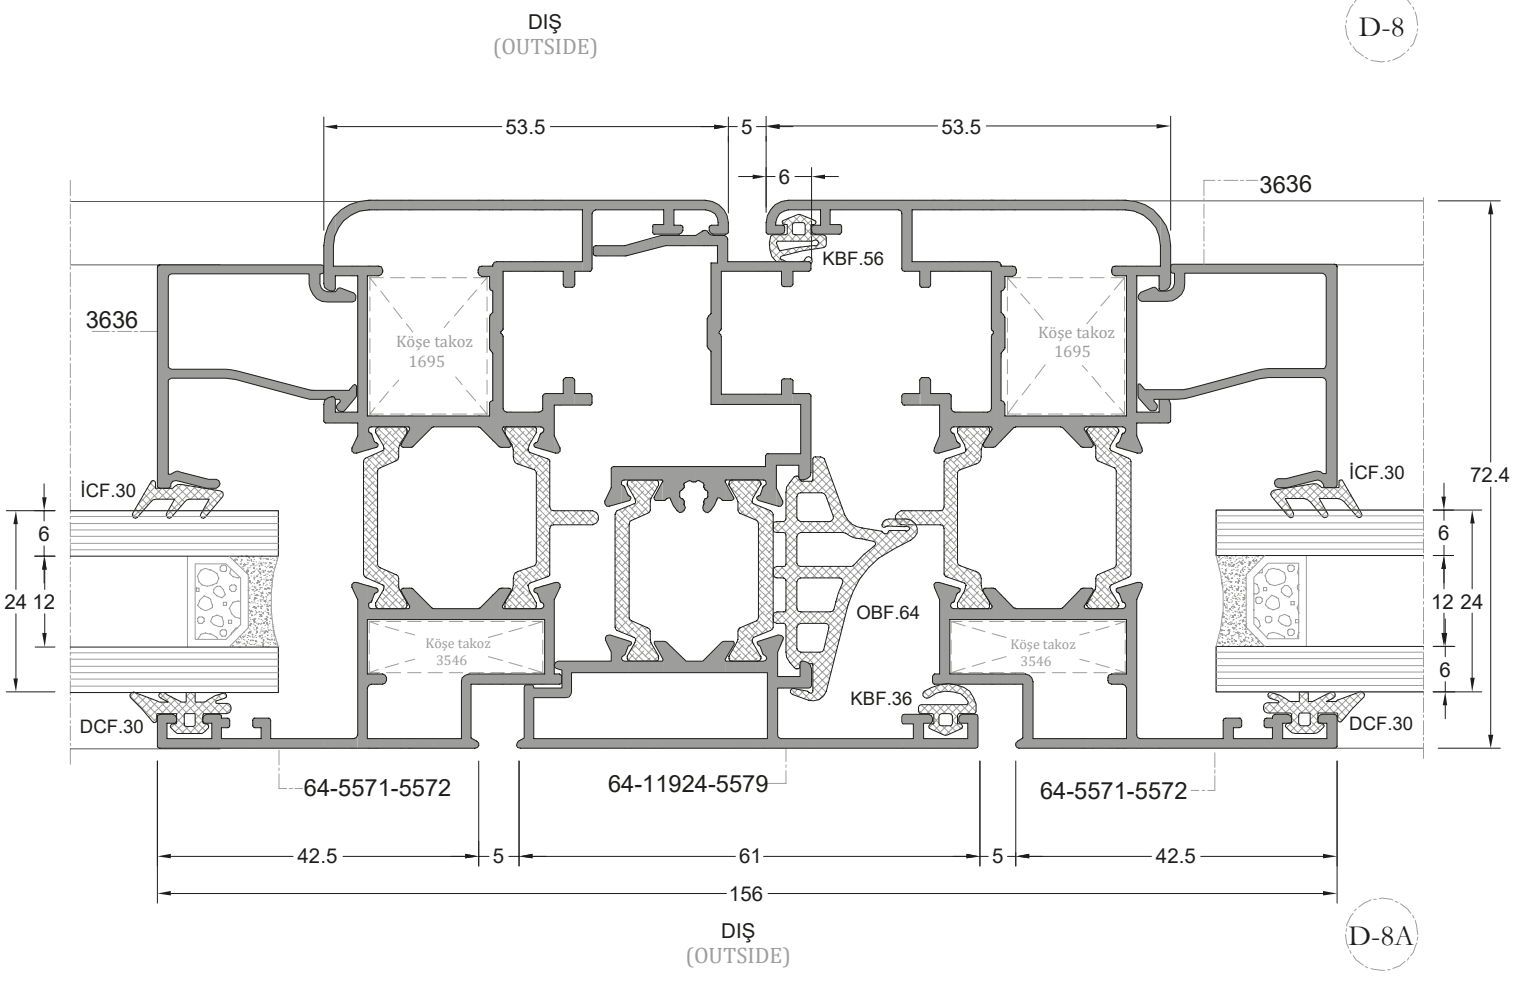 DIŞ
(OUTSIDE)
D-8
53.5
5
53.5
6
3636
KBF.56
3636
Köşe takoz
1695
Köşe takoz
1695
İCF.30
İCF.30
72.4
6
6
24
12
12
24
OBF.64
Köşe takoz
3546
Köşe takoz
3546
6
KBF.36
DCF.30
DCF.30
64-5571-5572
64-11924-5579
64-5571-5572
42.5
5
61
5
42.5
156
DIŞ
(OUTSIDE)
D-8A